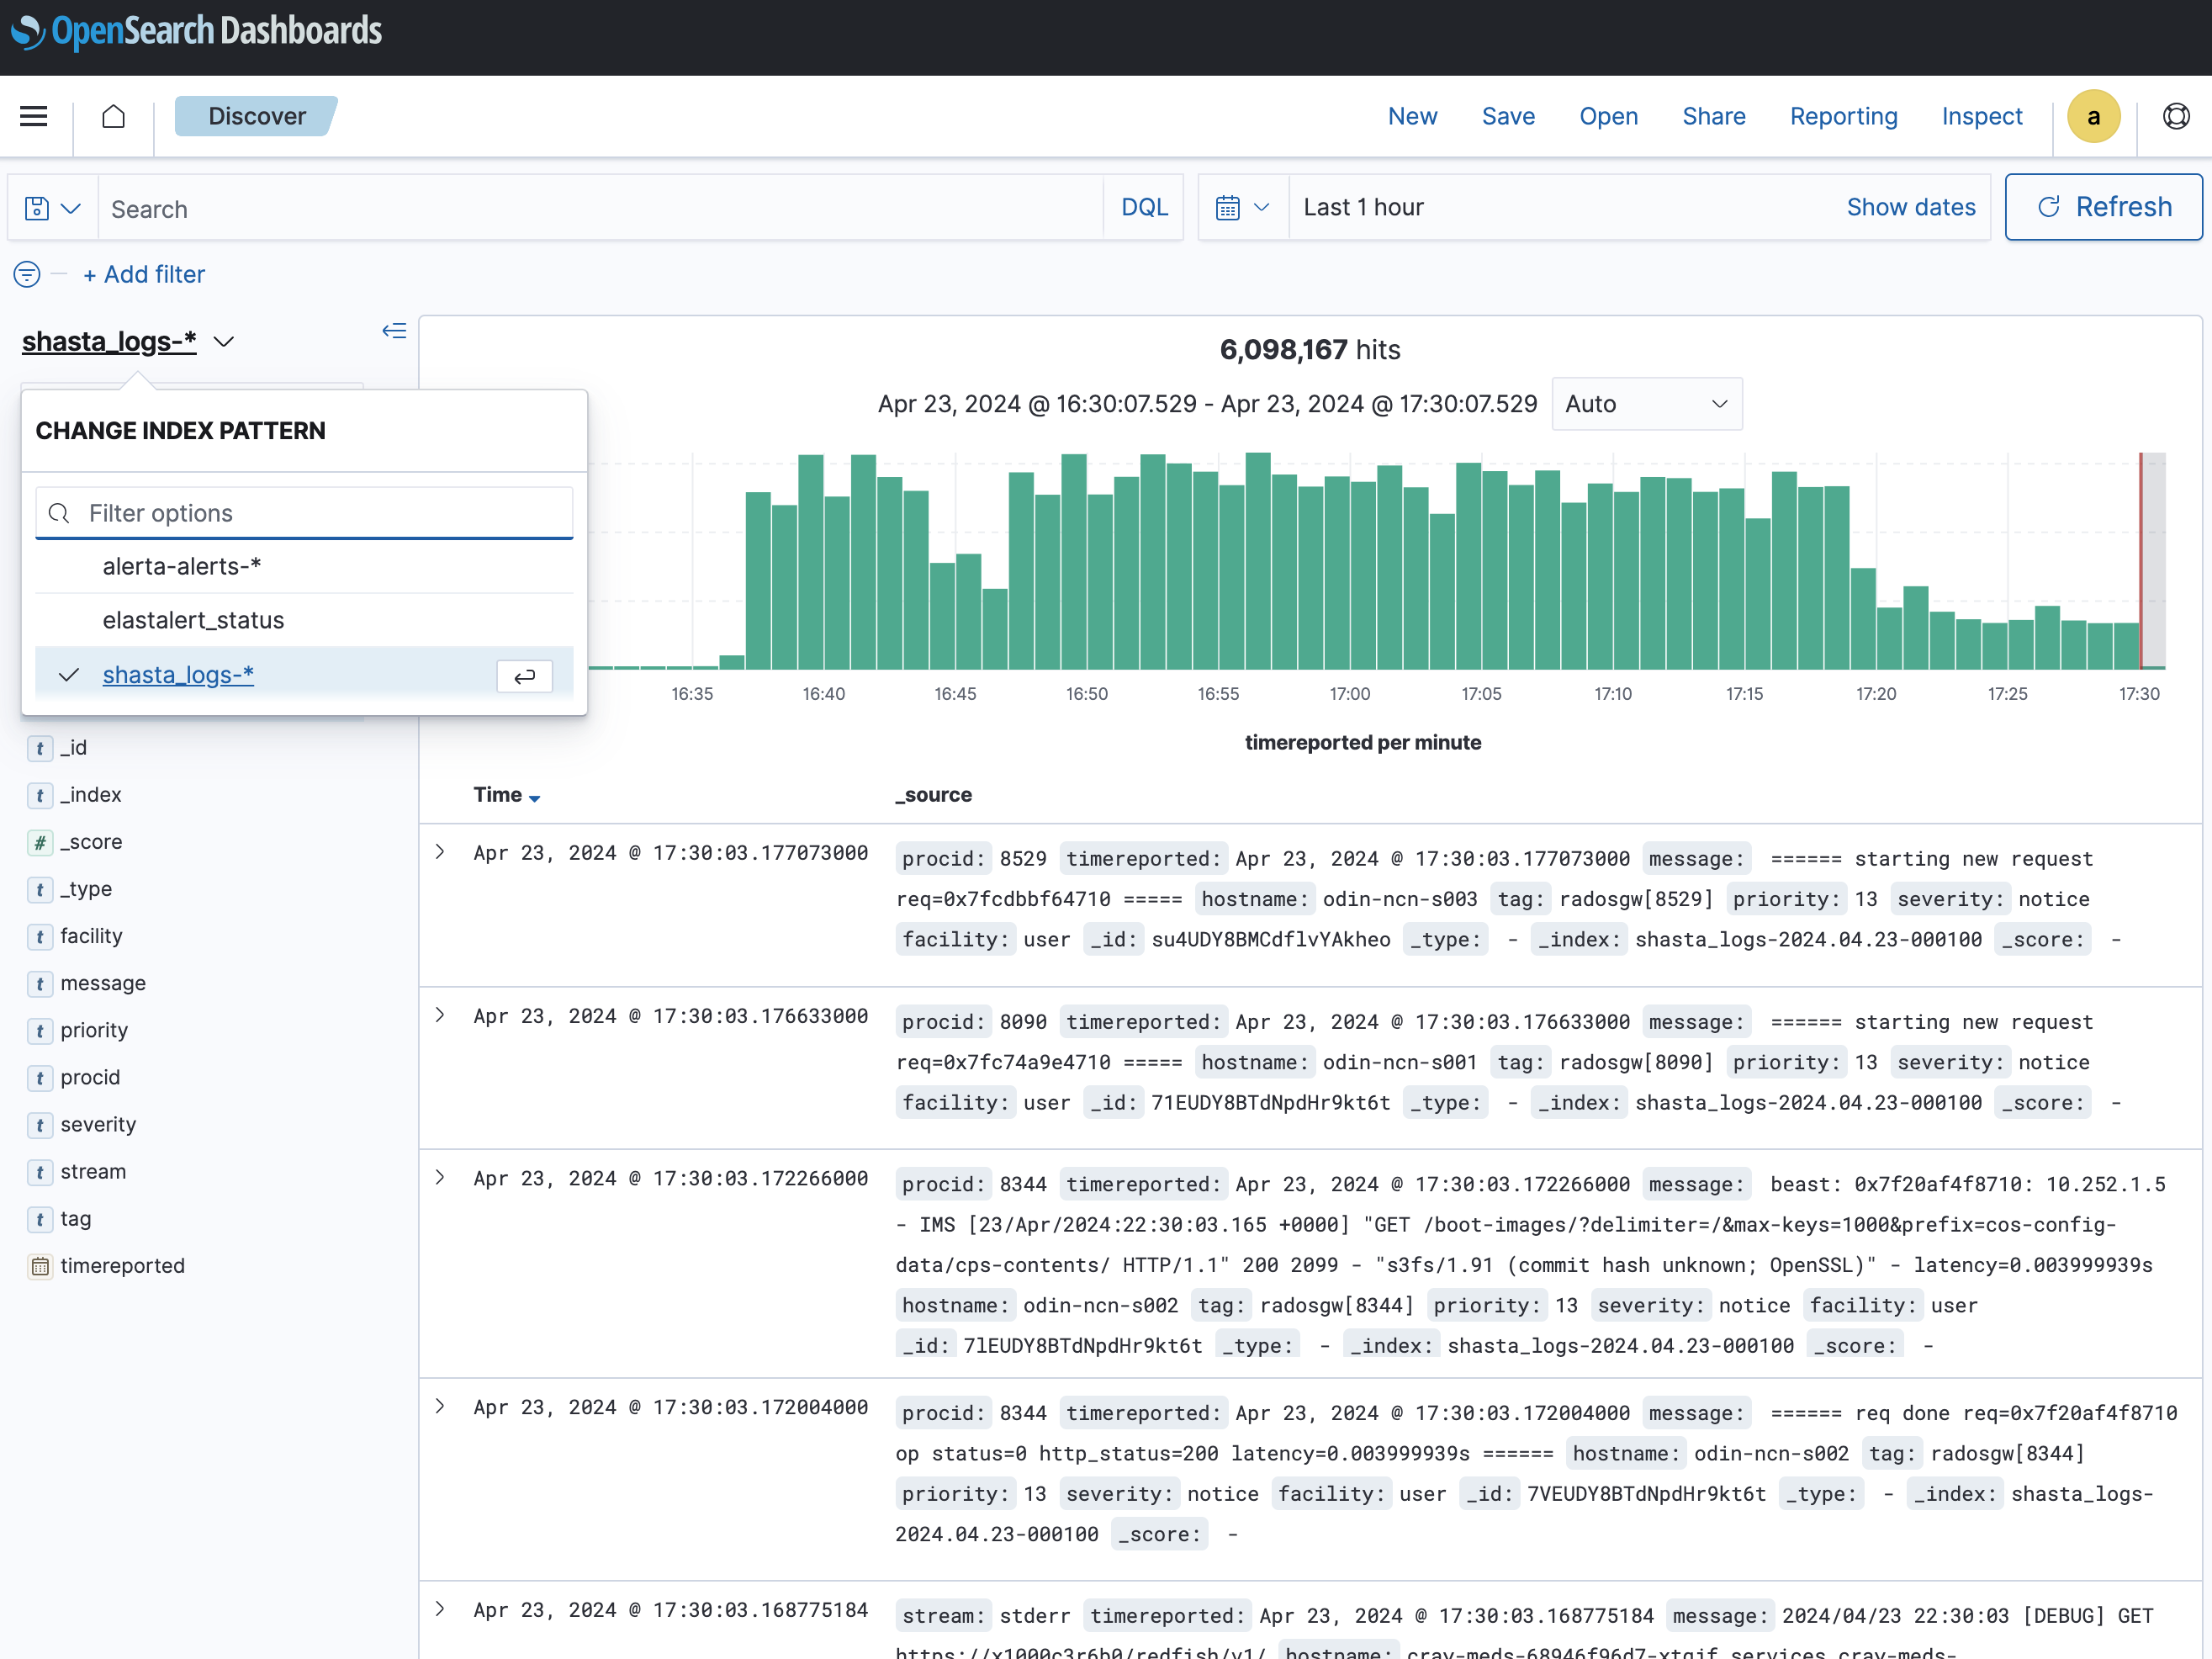 OpenSearch Dashboards
Discover
New Save Open Share Reporting Inspect a
Search DQL Last 1 hour Show dates Refresh
+ Add filter
shasta_logs-*
CHANGE INDEX PATTERN
Filter options
alerta-alerts-*
elastalert_status
shasta_logs-*
t _id
t _index
# _score
t _type
t facility
t message
t priority
t procid
t severity
t stream
t tag
timereported
6,098,167 hits
Apr 23, 2024 @ 16:30:07.529 - Apr 23, 2024 @ 17:30:07.529 Auto
16:35 16:40 16:45 16:50 16:55 17:00 17:05 17:10 17:15 17:20 17:25 17:30
timereported per minute
Time _source
Apr 23, 2024 @ 17:30:03.177073000 procid: 8529 timereported: Apr 23, 2024 @ 17:30:03.177073000 message: ====== starting new request
req=0x7fcdbbf64710 ===== hostname: odin-ncn-s003 tag: radosgw[8529] priority: 13 severity: notice
facility: user _id: su4UDY8BMCdflvYAkheo _type: - _index: shasta_logs-2024.04.23-000100 _score: -
Apr 23, 2024 @ 17:30:03.176633000 procid: 8090 timereported: Apr 23, 2024 @ 17:30:03.176633000 message: ====== starting new request
req=0x7fc74a9e4710 ===== hostname: odin-ncn-s001 tag: radosgw[8090] priority: 13 severity: notice
facility: user _id: 71EUDY8BTdNpdHr9kt6t _type: - _index: shasta_logs-2024.04.23-000100 _score: -
Apr 23, 2024 @ 17:30:03.172266000 procid: 8344 timereported: Apr 23, 2024 @ 17:30:03.172266000 message: beast: 0x7f20af4f8710: 10.252.1.5
- IMS [23/Apr/2024:22:30:03.165 +0000] "GET /boot-images/?delimiter=/&max-keys=1000&prefix=cos-config-
data/cps-contents/ HTTP/1.1" 200 2099 - "s3fs/1.91 (commit hash unknown; OpenSSL)" - latency=0.003999939s
hostname: odin-ncn-s002 tag: radosgw[8344] priority: 13 severity: notice facility: user
_id: 7lEUDY8BTdNpdHr9kt6t _type: - _index: shasta_logs-2024.04.23-000100 _score: -
Apr 23, 2024 @ 17:30:03.172004000 procid: 8344 timereported: Apr 23, 2024 @ 17:30:03.172004000 message: ====== req done req=0x7f20af4f8710
op status=0 http_status=200 latency=0.003999939s ====== hostname: odin-ncn-s002 tag: radosgw[8344]
priority: 13 severity: notice facility: user _id: 7VEUDY8BTdNpdHr9kt6t _type: - _index: shasta_logs-
2024.04.23-000100 _score: -
Apr 23, 2024 @ 17:30:03.168775184 stream: stderr timereported: Apr 23, 2024 @ 17:30:03.168775184 message: 2024/04/23 22:30:03 [DEBUG] GET
https://x1000c3r6b0/redfish/v1/ hostname: cray-meds-68946f96d7-xtgjf.services.cray-meds-